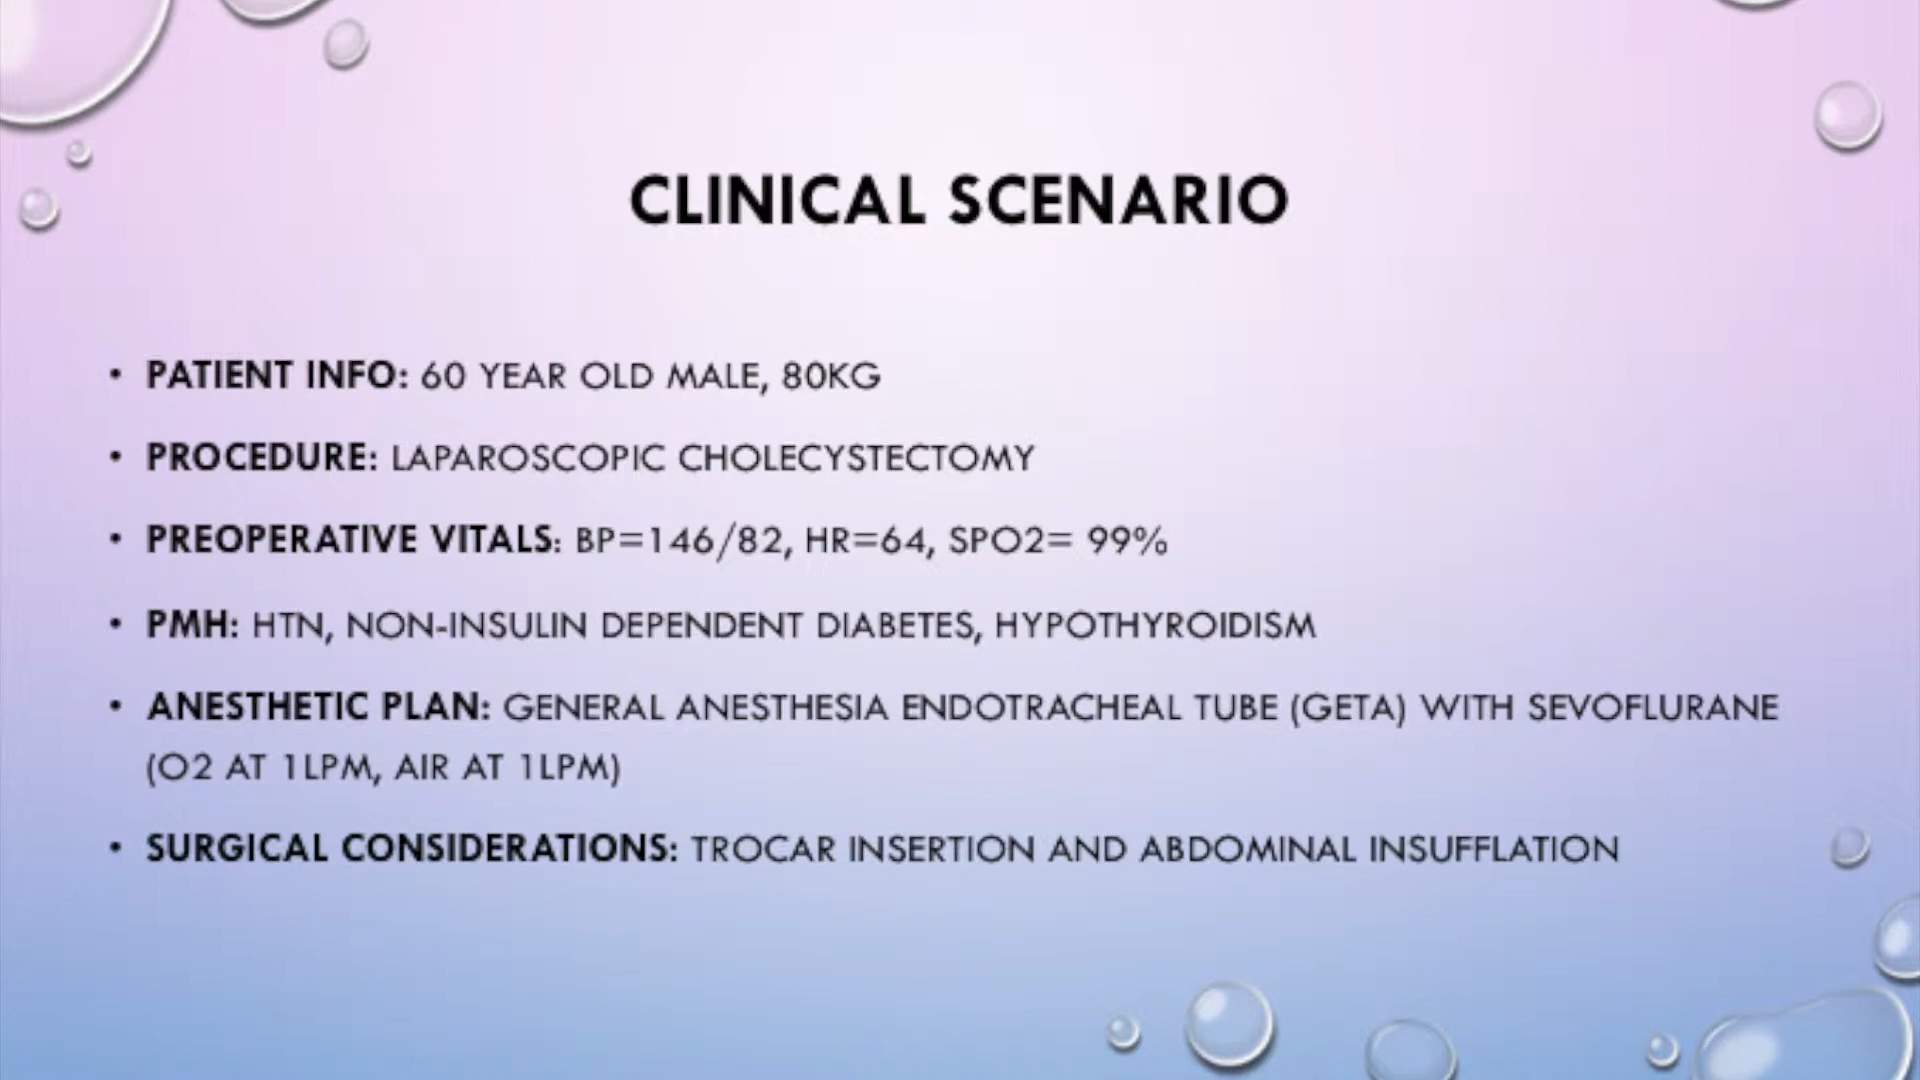 CLINICAL SCENARIO
• PATIENT INFO: 60 YEAR OLD MALE, 80KG
• PROCEDURE: LAPAROSCOPIC CHOLECYSTECTOMY
• PREOPERATIVE VITALS: BP=146/82, HR=64, SPO2= 99%
• PMH: HTN, NON-INSULIN DEPENDENT DIABETES, HYPOTHYROIDISM
• ANESTHETIC PLAN: GENERAL ANESTHESIA ENDOTRACHEAL TUBE (GETA) WITH SEVOFLURANE
(O2 AT 1LPM, AIR AT 1LPM)
• SURGICAL CONSIDERATIONS: TROCAR INSERTION AND ABDOMINAL INSUFFLATION